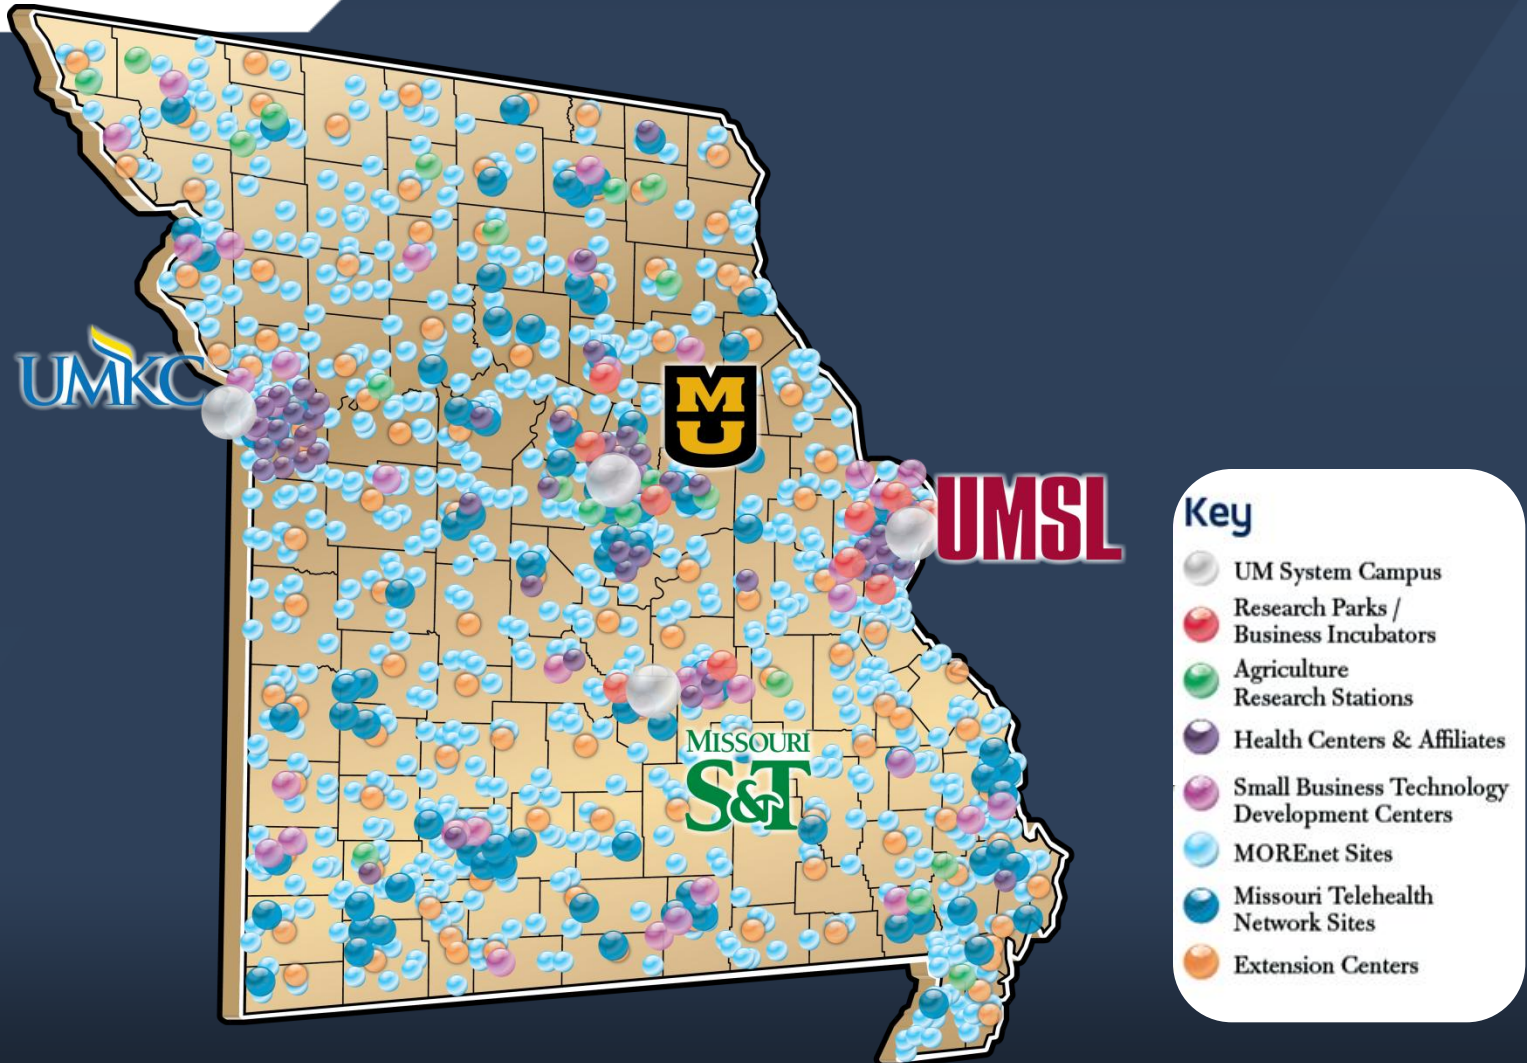 UMKC
MU
UMSL
MISSOURI
S&T
Key
UM System Campus
Research Parks /
Business Incubators
Agriculture
Research Stations
Health Centers & Affiliates
Small Business Technology
Development Centers
MOREnet Sites
Missouri Telehealth
Network Sites
Extension Centers